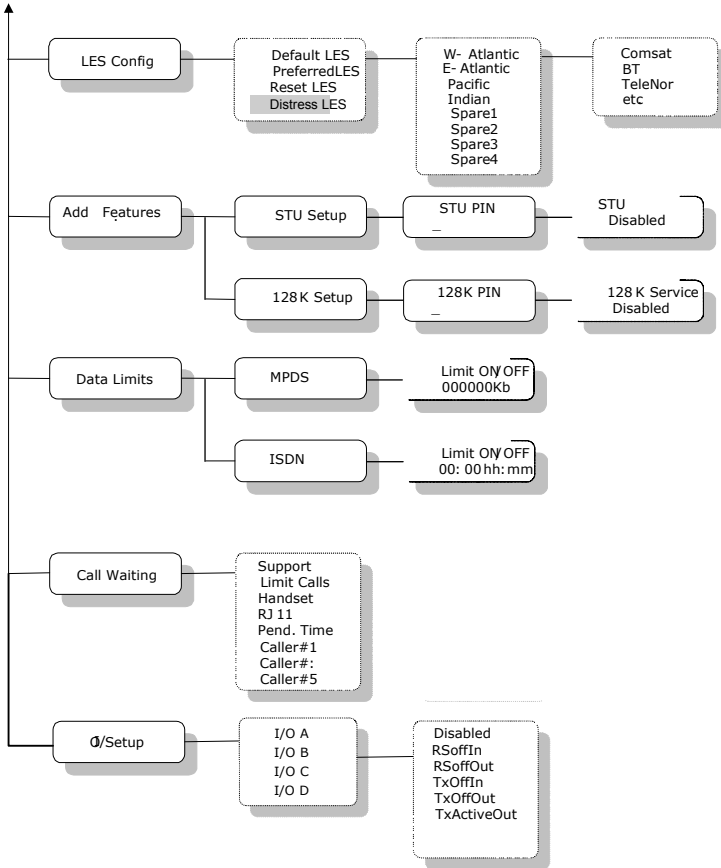 LES Config
Default LES
PreferredLES
Reset LES
Distress LES
W- Atlantic
E- Atlantic
Pacific
Indian
Spare1
Spare2
Spare3
Spare4
Comsat
BT
TeleNor
etc
Add Features
STU Setup
STU PIN
_
STU
Disabled
128K Setup
128K PIN
_
128 K Service
Disabled
Data Limits
MPDS
Limit ON/OFF
000000Kb
ISDN
Limit ON/OFF
00: 00 hh: mm
Call Waiting
Support
Limit Calls
Handset
RJ 11
Pend. Time
Caller#1
Caller#:
Caller#5
/Setup
I/O A
I/O B
I/O C
I/O D
Disabled
RSoffIn
RSoffOut
TxOffIn
TxOffOut
TxActiveOut